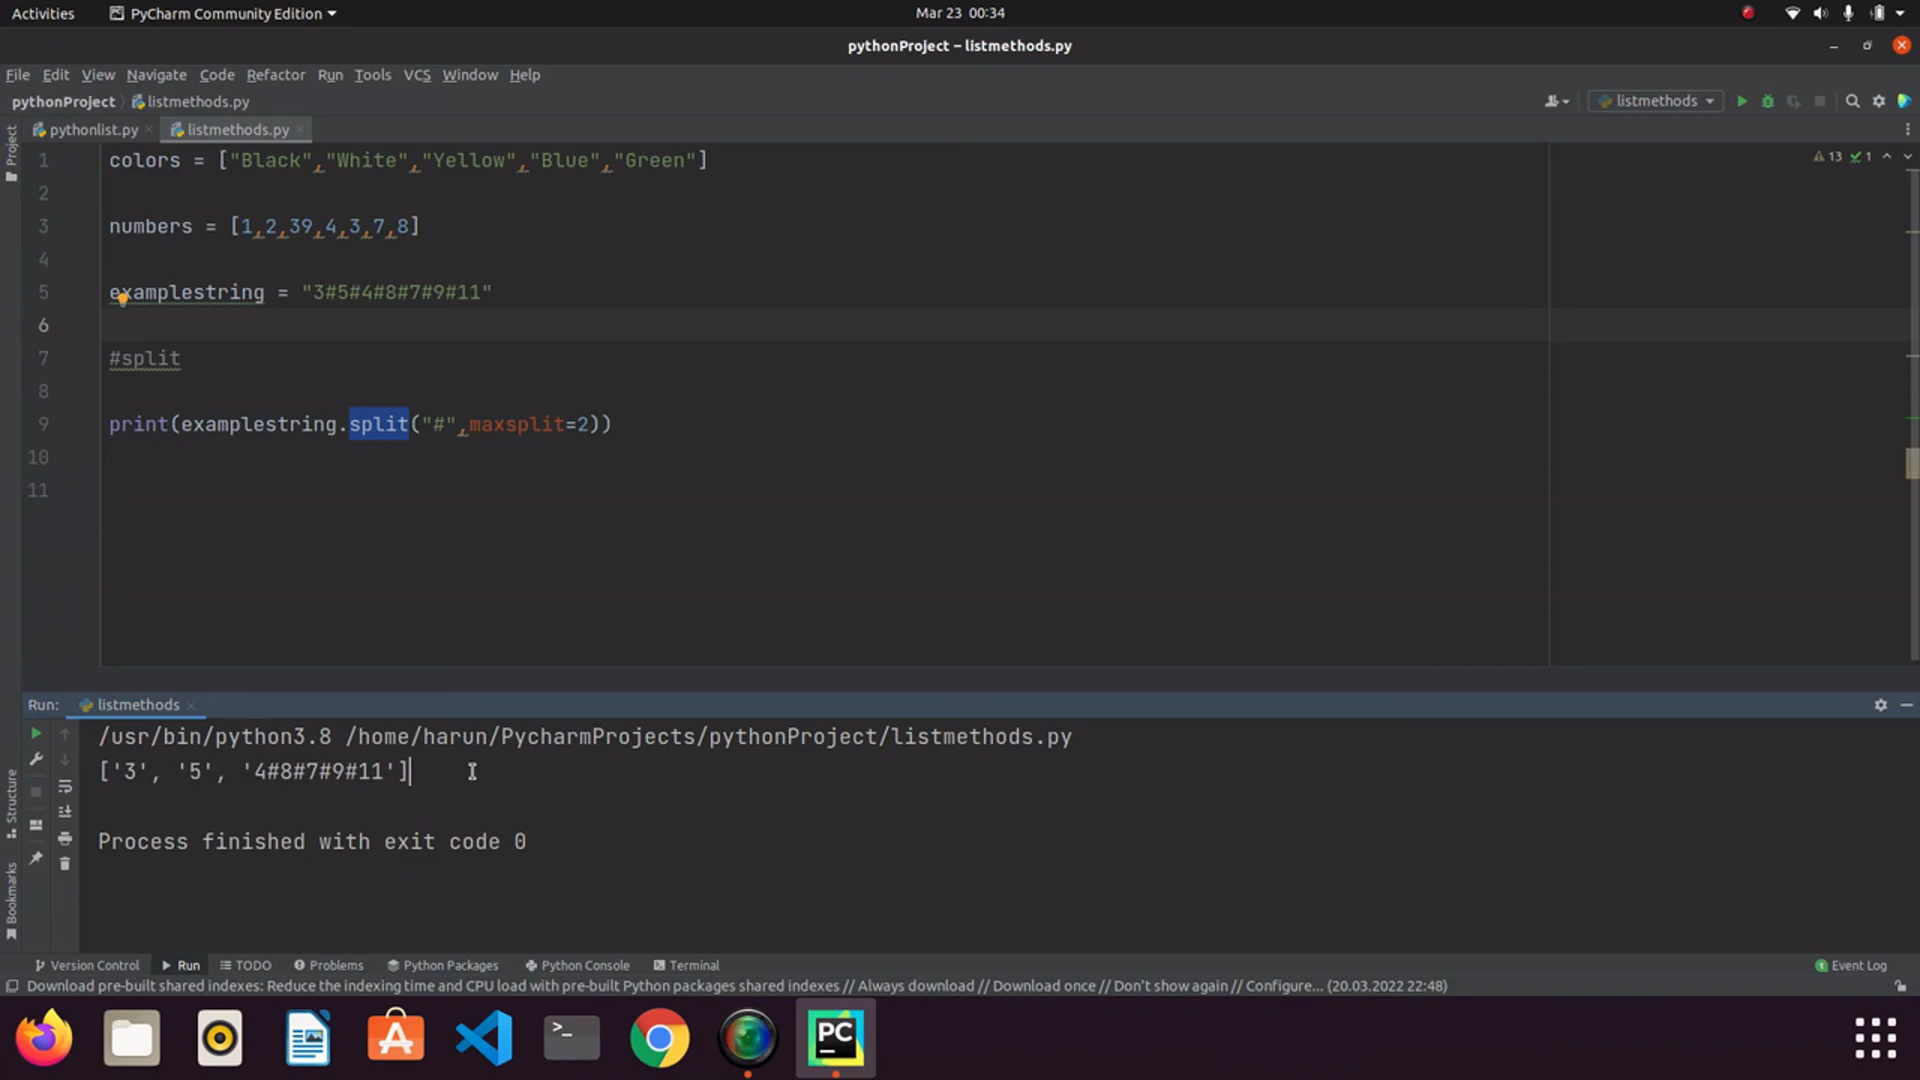 Activities PyCharm Community Edition Mar 23 00:34
pythonProject – listmethods.py
File Edit View Navigate Code Refactor Run Tools VCS Window Help
pythonProject listmethods.py listmethods
Project pythonlist.py listmethods.py
1 colors = ["Black","White","Yellow","Blue","Green"] 13 1
2
3 numbers = [1,2,39,4,3,7,8]
4
5 examplestring = "3#5#4#8#7#9#11"
6
7 #split
8
9 print(examplestring.split("#",maxsplit=2))
10
11
Run: listmethods
/usr/bin/python3.8 /home/harun/PycharmProjects/pythonProject/listmethods.py
['3', '5', '4#8#7#9#11']
Structure
Process finished with exit code 0
Bookmarks
Version Control Run TODO Problems Python Packages Python Console Terminal 1 Event Log
Download pre-built shared indexes: Reduce the indexing time and CPU load with pre-built Python packages shared indexes // Always download // Download once // Don't show again // Configure... (20.03.2022 22:48)
>_ PC